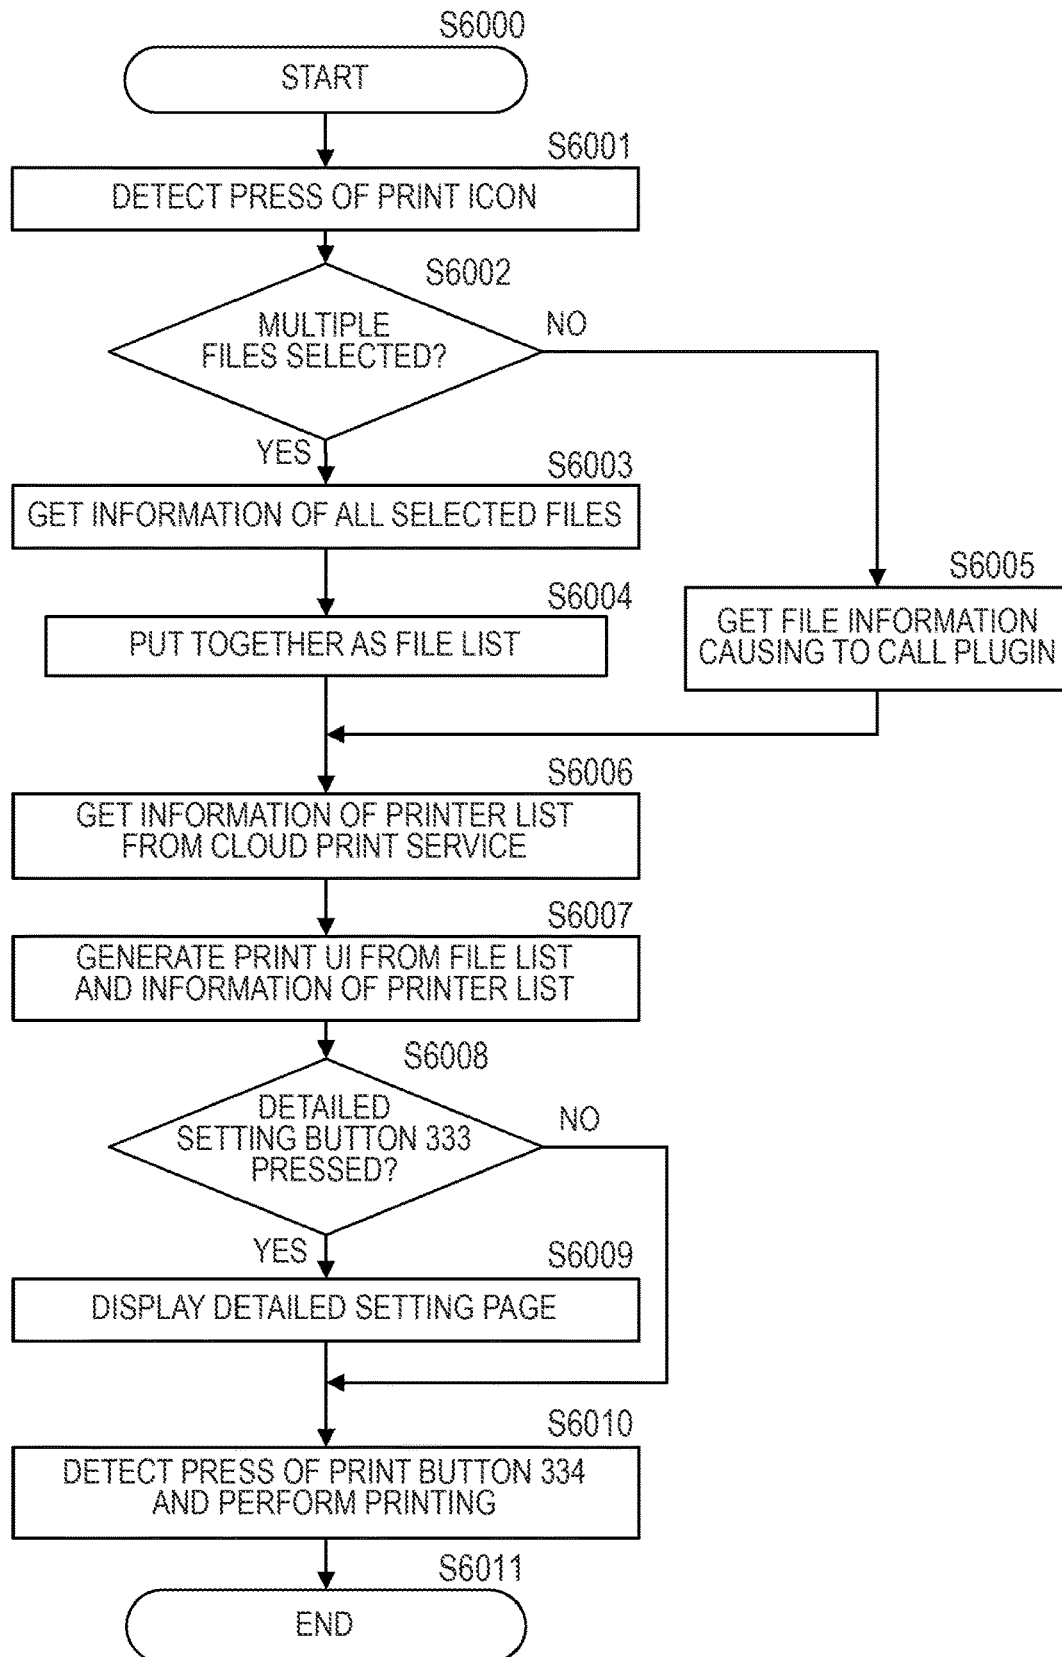 S6000
START
S6001
DETECT PRESS OF PRINT ICON
S6002
MULTIPLE
FILES SELECTED?
NO
YES
S6003
GET INFORMATION OF ALL SELECTED FILES
S6004
PUT TOGETHER AS FILE LIST
S6005
GET FILE INFORMATION
CAUSING TO CALL PLUGIN
S6006
GET INFORMATION OF PRINTER LIST
FROM CLOUD PRINT SERVICE
S6007
GENERATE PRINT UI FROM FILE LIST
AND INFORMATION OF PRINTER LIST
S6008
DETAILED
SETTING BUTTON 333
PRESSED?
NO
YES
S6009
DISPLAY DETAILED SETTING PAGE
S6010
DETECT PRESS OF PRINT BUTTON 334
AND PERFORM PRINTING
S6011
END